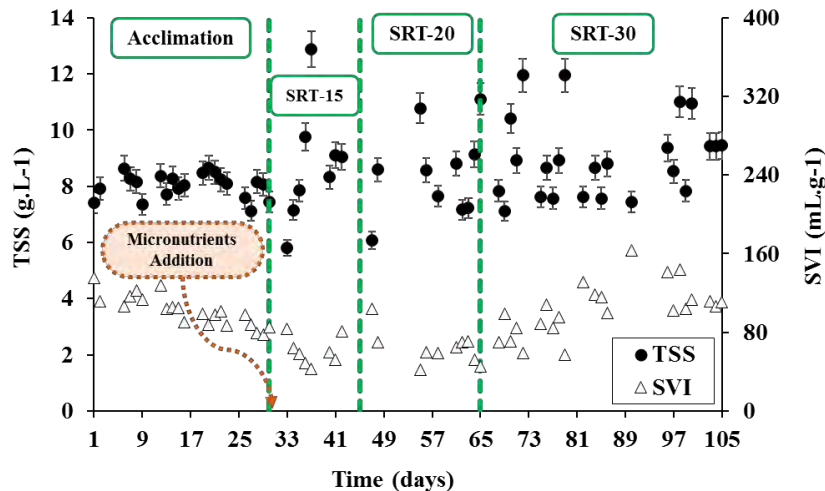 Acclimation
SRT-15
SRT-20
SRT-30
Micronutrients
Addition
TSS (g.L-1)
14
12
10
8
6
4
2
0
SVI (mL.g-1)
400
320
240
160
80
0
TSS
SVI
1 9 17 25 33 41 49 57 65 73 81 89 97 105
Time (days)